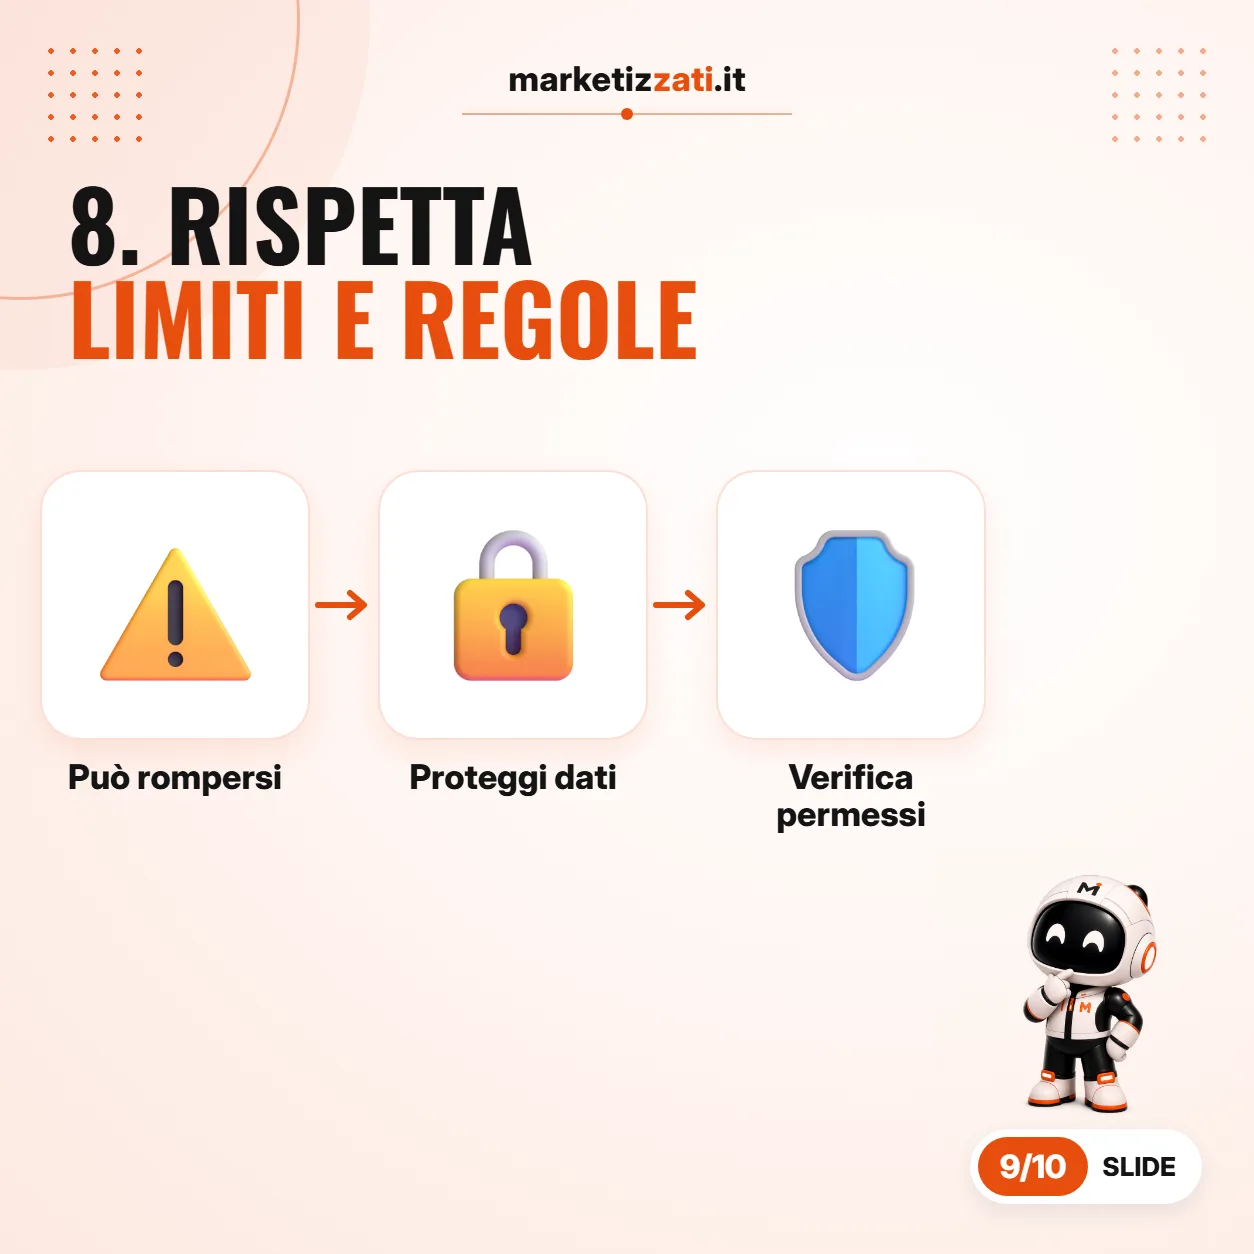 marketizzati.it
8. RISPETTA
LIMITI E REGOLE
Può rompersi
Proteggi dati
Verifica
permessi
M
M
9/10 SLIDE